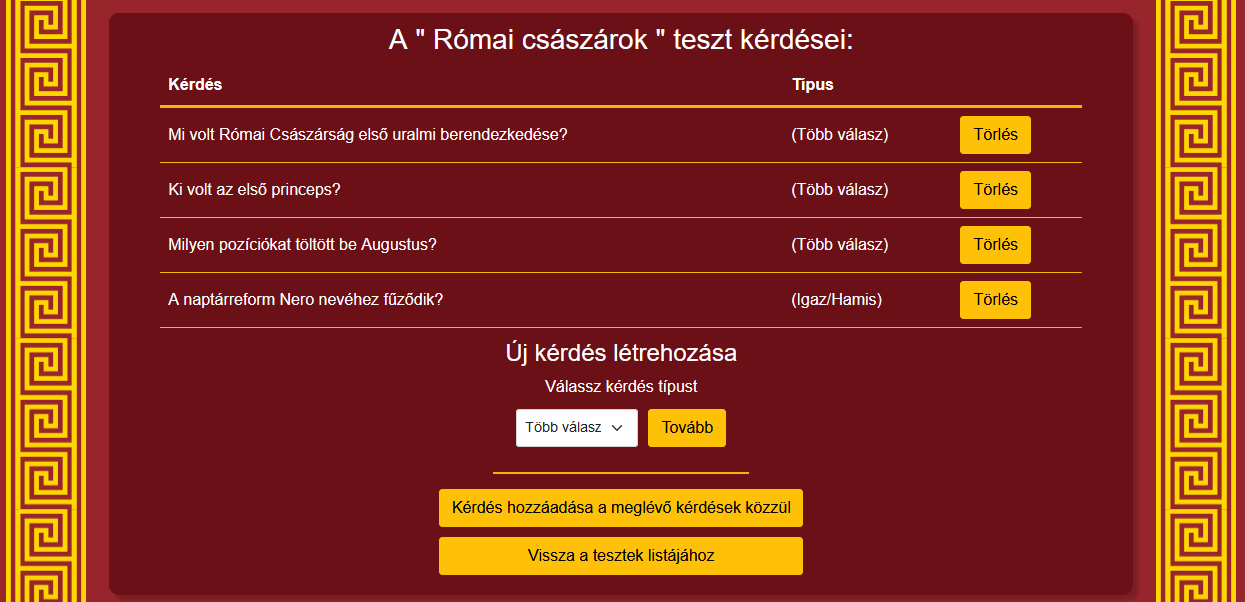 A " Római császárok " teszt kérdései:
Kérdés Típus
Mi volt Római Császárság első uralmi berendezkedése? (Több válasz) Törlés
Ki volt az első princeps? (Több válasz) Törlés
Milyen pozíciókat töltött be Augustus? (Több válasz) Törlés
A naptárreform Nero nevéhez fűződik? (Igaz/Hamis) Törlés
Új kérdés létrehozása
Válassz kérdés típust
Több válasz Tovább
Kérdés hozzáadása a meglévő kérdések közzül
Vissza a tesztek listájához